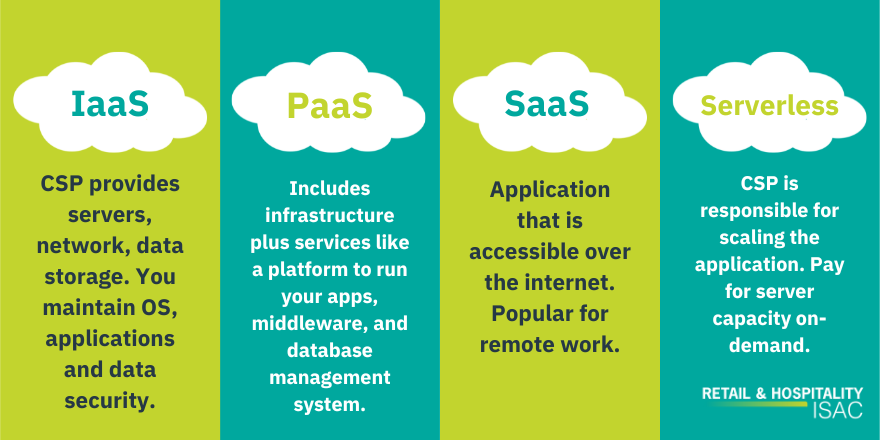 IaaS
CSP provides
servers,
network, data
storage. You
maintain OS,
applications
and data
security.
PaaS
Includes
infrastructure
plus services like
a platform to run
your apps,
middleware, and
database
management
system.
SaaS
Application
that is
accessible over
the internet.
Popular for
remote work.
Serverless
CSP is
responsible for
scaling the
application. Pay
for server
capacity on-
demand.
RETAIL & HOSPITALITY
ISAC